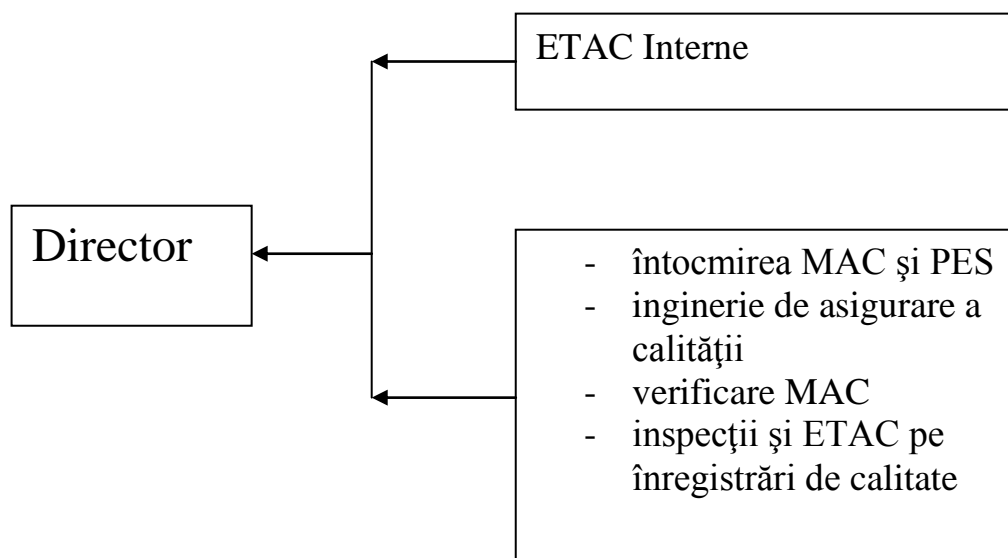 ETAC Interne
Director
- întocmirea MAC şi PES
- inginerie de asigurare a
calităţii
- verificare MAC
- inspecţii şi ETAC pe
înregistrări de calitate